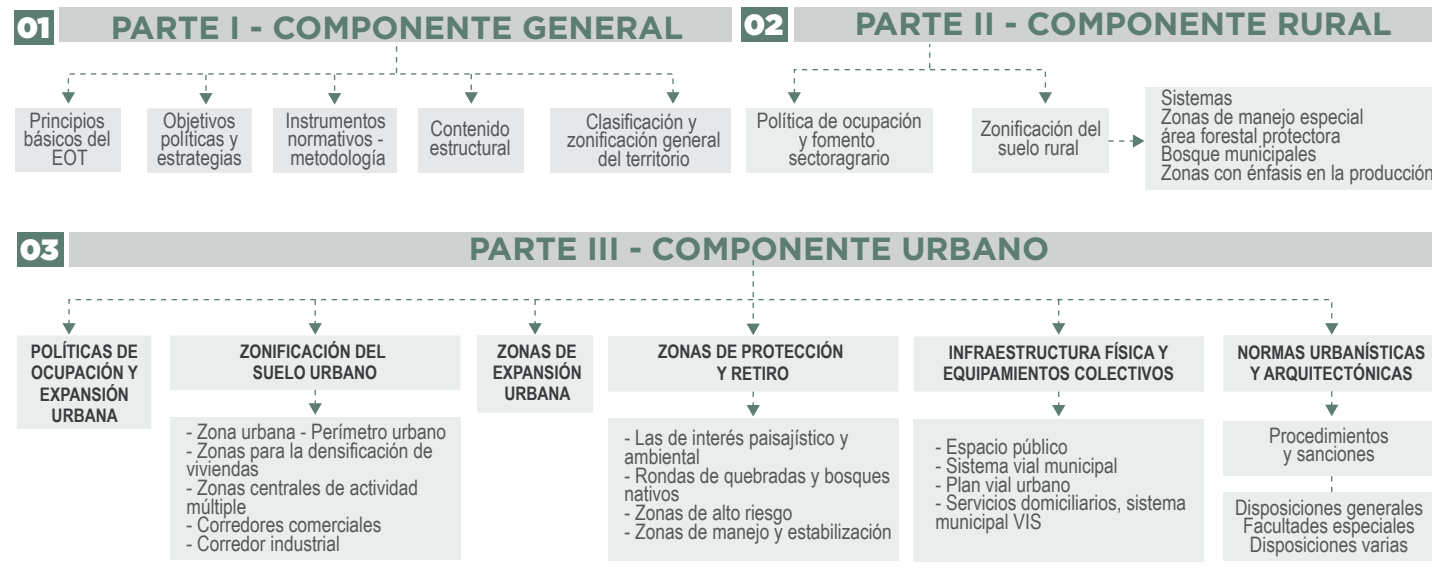 01 PARTE I - COMPONENTE GENERAL
Principios
básicos del
EOT
Objetivos
políticas y
estrategias
Instrumentos
normativos -
metodología
Contenido
estructural
Clasificación y
zonificación general
del territorio
02 PARTE II - COMPONENTE RURAL
Política de ocupación
y fomento
sectoragrario
Zonificación del
suelo rural
Sistemas
Zonas de manejo especial
área forestal protectora
Bosque municipales
Zonas con énfasis en la producción
03 PARTE III - COMPONENTE URBANO
POLÍTICAS DE
OCUPACIÓN Y
EXPANSIÓN
URBANA
ZONIFICACIÓN DEL
SUELO URBANO
- Zona urbana - Perímetro urbano
- Zonas para la densificación de
viviendas
- Zonas centrales de actividad
múltiple
- Corredores comerciales
- Corredor industrial
ZONAS DE
EXPANSIÓN
URBANA
ZONAS DE PROTECCIÓN
Y RETIRO
- Las de interés paisajístico y
ambiental
- Rondas de quebradas y bosques
nativos
- Zonas de alto riesgo
- Zonas de manejo y estabilización
INFRAESTRUCTURA FÍSICA Y
EQUIPAMIENTOS COLECTIVOS
- Espacio público
- Sistema vial municipal
- Plan vial urbano
- Servicios domiciliarios, sistema
municipal VIS
NORMAS URBANÍSTICAS
Y ARQUITECTÓNICAS
Procedimientos
y sanciones
Disposiciones generales
Facultades especiales
Disposiciones varias